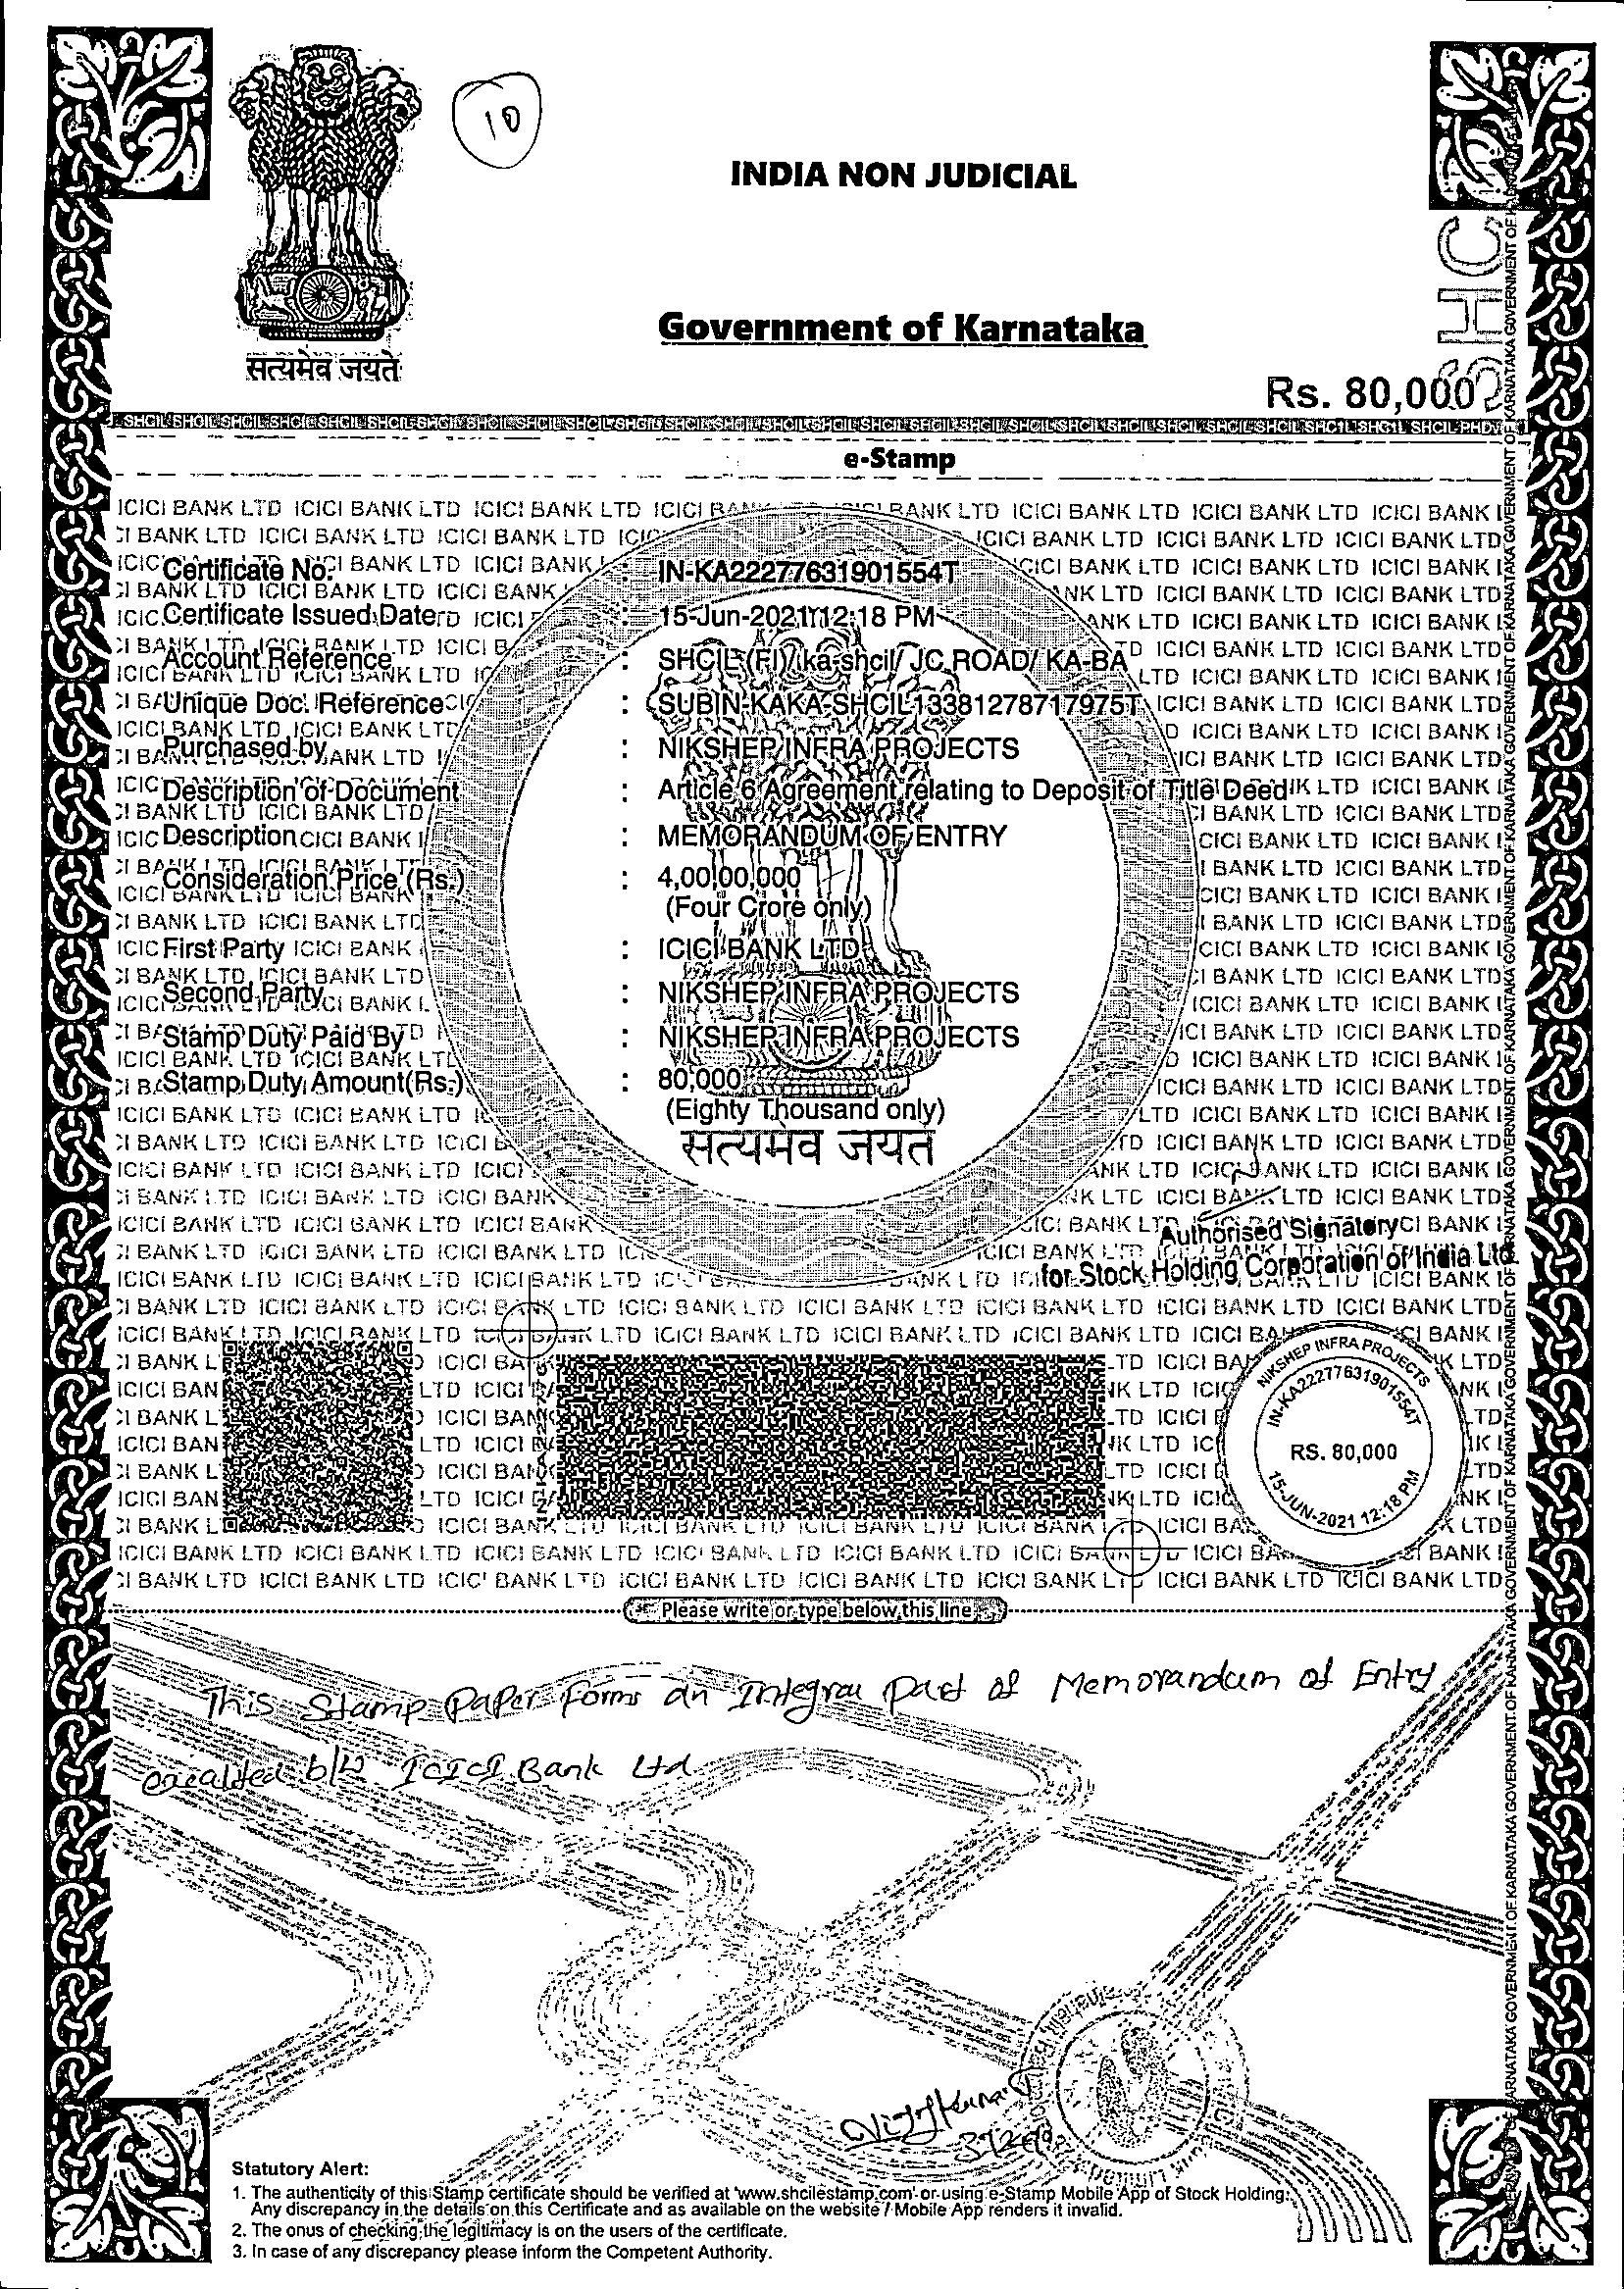 10
सत्यमेव जयते
INDIA NON JUDICIAL
Government of Karnataka
Rs. 80,000
e-Stamp
Certificate No. : IN-KA22277631901554T
Certificate Issued Date : 15-Jun-2021 12:18 PM
Account Reference : SHCIL (FI)/ ka-shcil/ JC ROAD/ KA-BA
Unique Doc. Reference : SUBIN-KAKA-SHCIL13381278717975T
Purchased by : NIKSHEP INFRA PROJECTS
Description of Document : Article 6 Agreement relating to Deposit of Title Deed
Description : MEMORANDUM OF ENTRY
Consideration Price (Rs.) : 4,00,00,000
(Four Crore only)
First Party : ICICI BANK LTD
Second Party : NIKSHEP INFRA PROJECTS
Stamp Duty Paid By : NIKSHEP INFRA PROJECTS
Stamp Duty Amount(Rs.) : 80,000
(Eighty Thousand only)
सत्यमेव जयते
Authorised Signatory
for Stock Holding Corporation of India Ltd.
NIKSHEP INFRA PROJECTS
IN-KA22277631901554T
RS. 80,000
15-JUN-2021 12:18 PM
Please write or type below this line
This Stamp Paper forms an Integral Part of Memorandum of Entry
executed b/w ICICI Bank Ltd
Statutory Alert:
1. The authenticity of this Stamp certificate should be verified at 'www.shcilestamp.com' or using e-Stamp Mobile App of Stock Holding.
Any discrepancy in the details on this Certificate and as available on the website / Mobile App renders it invalid.
2. The onus of checking the legitimacy is on the users of the certificate.
3. In case of any discrepancy please inform the Competent Authority.